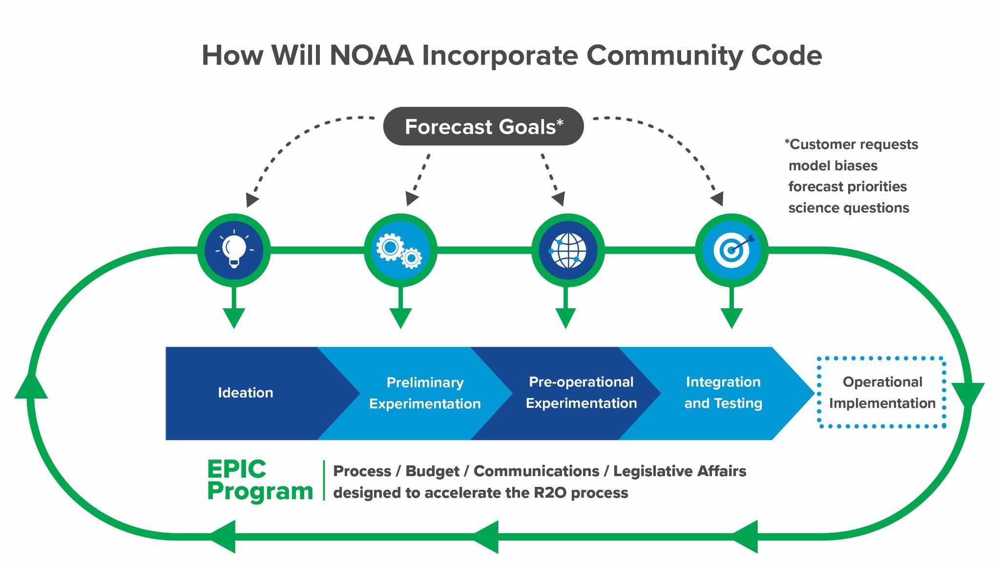 How Will NOAA Incorporate Community Code
Forecast Goals*
*Customer requests
model biases
forecast priorities
science questions
Ideation
Preliminary
Experimentation
Pre-operational
Experimentation
Integration
and Testing
Operational
Implementation
EPIC
Program
Process / Budget / Communications / Legislative Affairs
designed to accelerate the R2O process